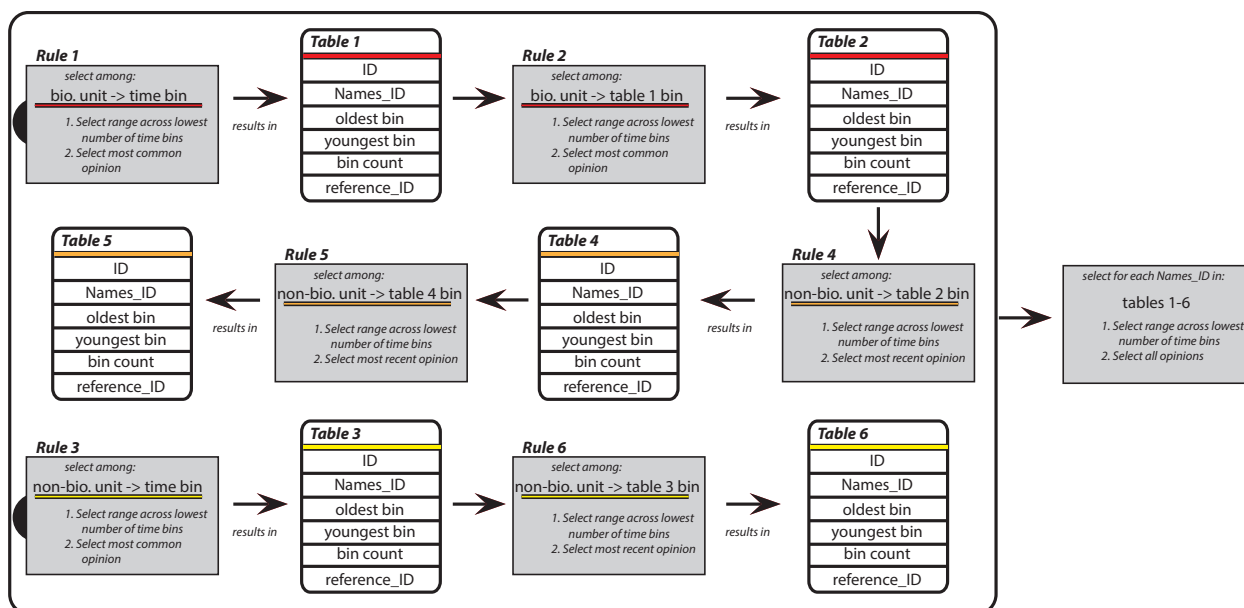 Rule 1
select among:
bio. unit -> time bin
1. Select range across lowest
number of time bins
2. Select most common
opinion
results in
Table 1
ID
Names_ID
oldest bin
youngest bin
bin count
reference_ID
Rule 2
select among:
bio. unit -> table 1 bin
1. Select range across lowest
number of time bins
2. Select most common
opinion
results in
Table 2
ID
Names_ID
oldest bin
youngest bin
bin count
reference_ID
Table 5
ID
Names_ID
oldest bin
youngest bin
bin count
reference_ID
results in
Rule 5
select among:
non-bio. unit -> table 4 bin
1. Select range across lowest
number of time bins
2. Select most recent opinion
Table 4
ID
Names_ID
oldest bin
youngest bin
bin count
reference_ID
results in
Rule 4
select among:
non-bio. unit -> table 2 bin
1. Select range across lowest
number of time bins
2. Select most recent opinion
select for each Names_ID in:
tables 1-6
1. Select range across lowest
number of time bins
2. Select all opinions
Rule 3
select among:
non-bio. unit -> time bin
1. Select range across lowest
number of time bins
2. Select most common
opinion
results in
Table 3
ID
Names_ID
oldest bin
youngest bin
bin count
reference_ID
Rule 6
select among:
non-bio. unit -> table 3 bin
1. Select range across lowest
number of time bins
2. Select most recent opinion
results in
Table 6
ID
Names_ID
oldest bin
youngest bin
bin count
reference_ID